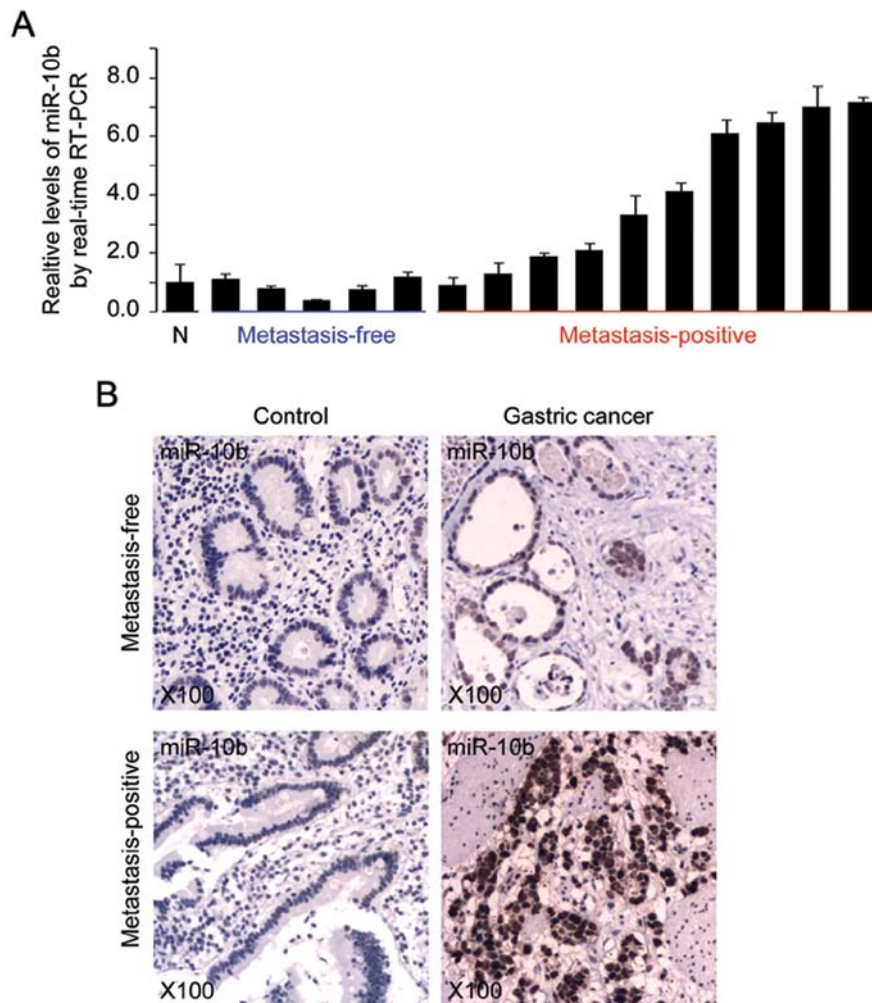 A
Realtive levels of miR-10b
by real-time RT-PCR
8.0
6.0
4.0
2.0
0.0
N
Metastasis-free
Metastasis-positive
B
Control
Gastric cancer
Metastasis-free
miR-10b
X100
miR-10b
X100
Metastasis-positive
miR-10b
X100
miR-10b
X100